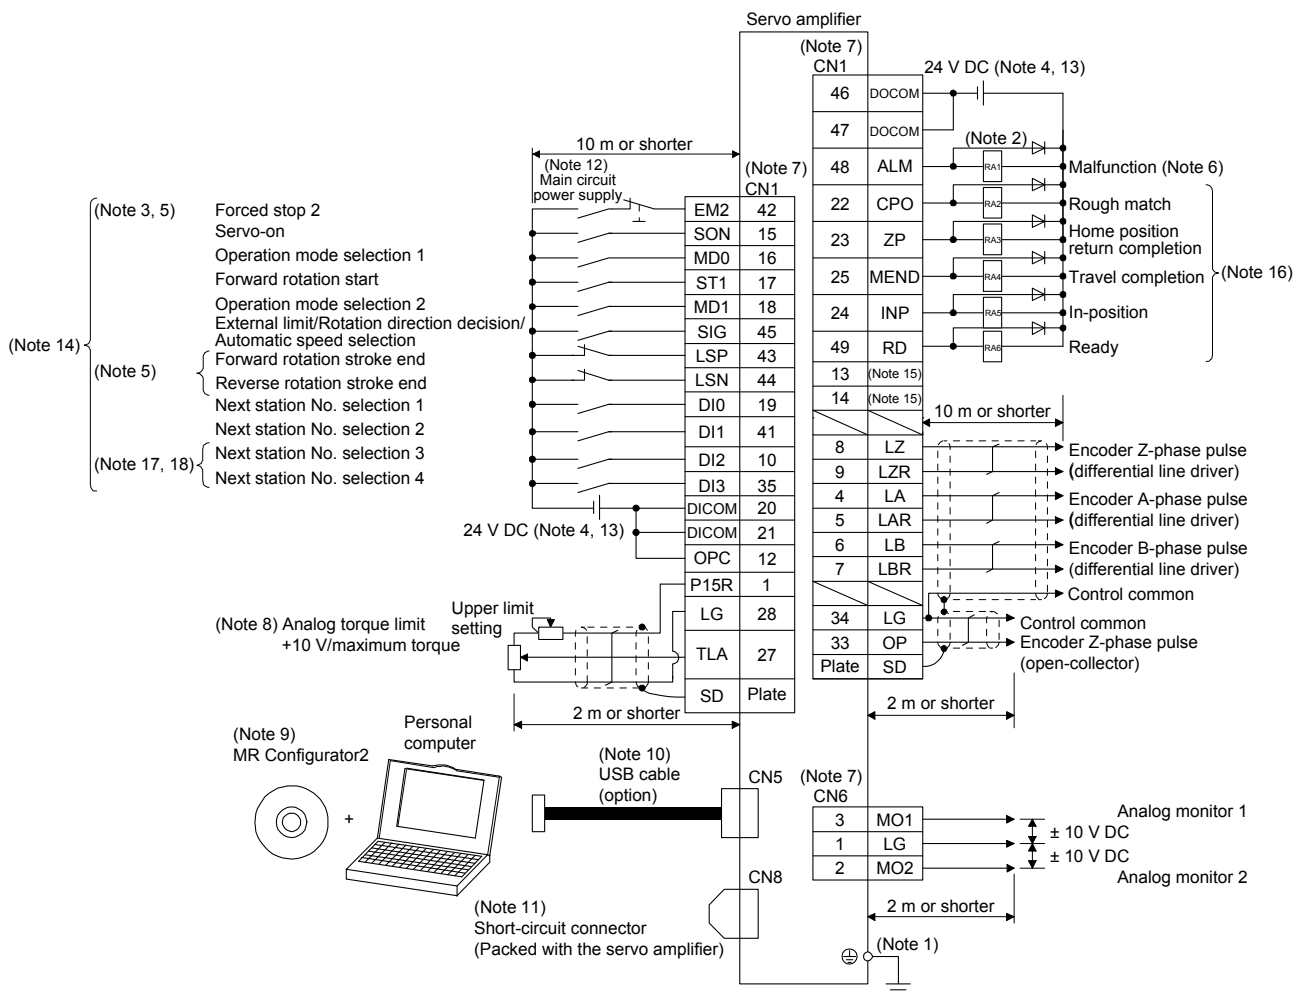 Servo amplifier
(Note 7)
CN1
24 V DC (Note 4, 13)
46 DOCOM
47 DOCOM
(Note 2)
48 ALM RA1 Malfunction (Note 6)
22 CPO RA2 Rough match
23 ZP RA3 Home position
return completion
25 MEND RA4 Travel completion
(Note 16)
24 INP RA5 In-position
49 RD RA6 Ready
13 (Note 15)
14 (Note 15)
10 m or shorter
8 LZ Encoder Z-phase pulse
9 LZR (differential line driver)
4 LA Encoder A-phase pulse
5 LAR (differential line driver)
6 LB Encoder B-phase pulse
7 LBR (differential line driver)
Control common
34 LG Control common
33 OP Encoder Z-phase pulse
(open-collector)
Plate SD
2 m or shorter
10 m or shorter
(Note 12)
Main circuit
power supply
(Note 7)
CN1
(Note 14)
(Note 3, 5) Forced stop 2 EM2 42
Servo-on SON 15
Operation mode selection 1 MD0 16
Forward rotation start ST1 17
Operation mode selection 2 MD1 18
External limit/Rotation direction decision/
Automatic speed selection SIG 45
(Note 5)
Forward rotation stroke end LSP 43
Reverse rotation stroke end LSN 44
Next station No. selection 1 DI0 19
Next station No. selection 2 DI1 41
(Note 17, 18)
Next station No. selection 3 DI2 10
Next station No. selection 4 DI3 35
DICOM 20
24 V DC (Note 4, 13) DICOM 21
OPC 12
P15R 1
Upper limit
setting
LG 28
(Note 8) Analog torque limit
+10 V/maximum torque
TLA 27
SD Plate
2 m or shorter
(Note 9)
MR Configurator2
+
Personal
computer
(Note 10)
USB cable
(option)
CN5
CN8
(Note 11)
Short-circuit connector
(Packed with the servo amplifier)
(Note 7)
CN6
3 MO1 Analog monitor 1
± 10 V DC
1 LG
± 10 V DC
2 MO2 Analog monitor 2
2 m or shorter
(Note 1)